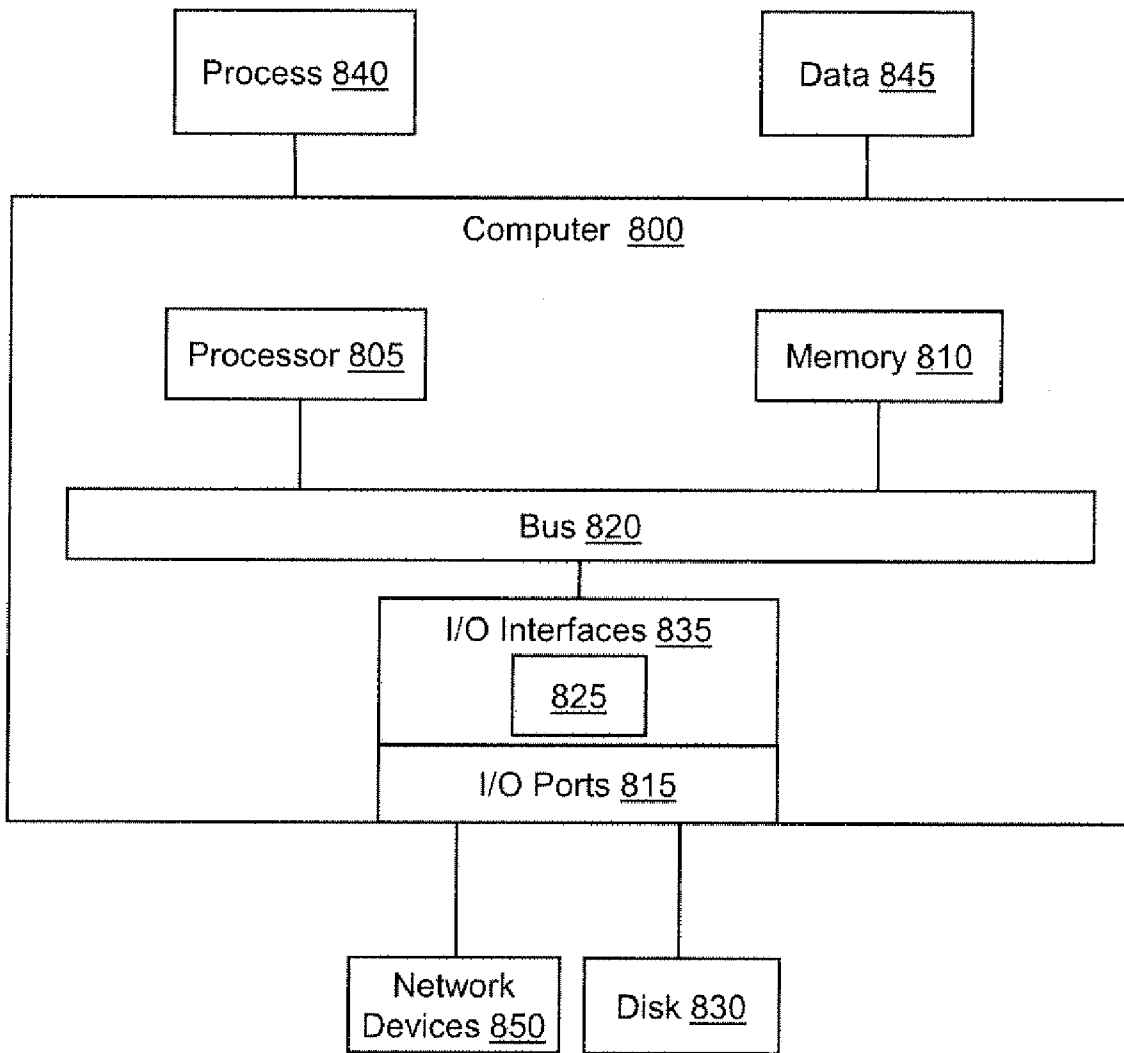 Process 840
Data 845
Computer 800
Processor 805
Memory 810
Bus 820
I/O Interfaces 835
825
I/O Ports 815
Network
Devices 850
Disk 830